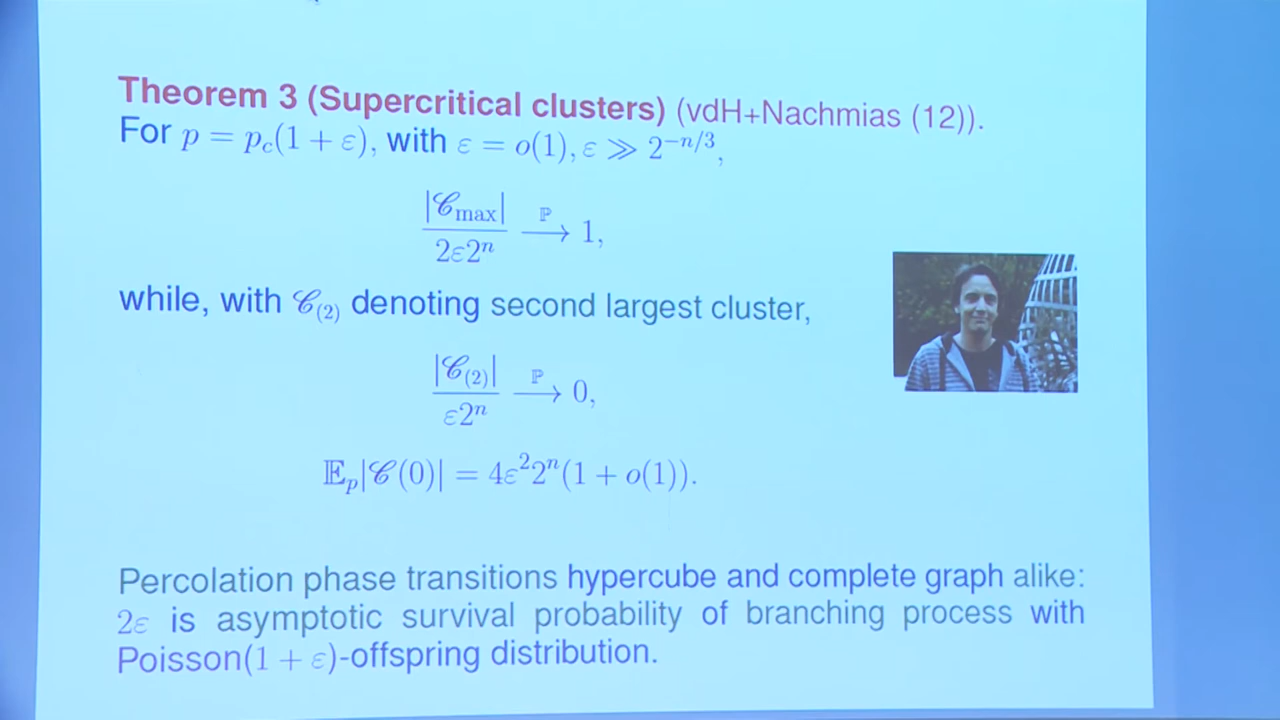 Theorem 3 (Supercritical clusters) (vdH+Nachmias (12)).
For p = p_c(1 + ε), with ε = o(1), ε ≫ 2^{−n/3},
|𝒞_max| / 2ε2^n ⟶^ℙ 1,
while, with 𝒞_(2) denoting second largest cluster,
|𝒞_(2)| / ε2^n ⟶^ℙ 0,
𝔼_p|𝒞(0)| = 4ε^2 2^n(1 + o(1)).
Percolation phase transitions hypercube and complete graph alike:
2ε is asymptotic survival probability of branching process with
Poisson(1 + ε)-offspring distribution.